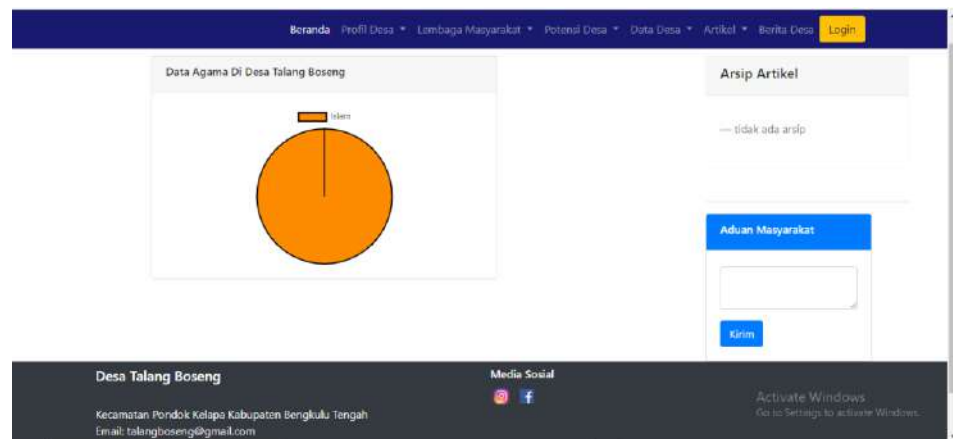 Beranda Profil Desa Lembaga Masyarakat Potensi Desa Data Desa Artikel Berita Desa Login
Data Agama Di Desa Talang Boseng
Islam
Arsip Artikel
— tidak ada arsip
Aduan Masyarakat
Kirim
Desa Talang Boseng
Media Sosial
Kecamatan Pondok Kelapa Kabupaten Bengkulu Tengah
Email: talangboseng@gmail.com
Activate Windows
Go to Settings to activate Windows.